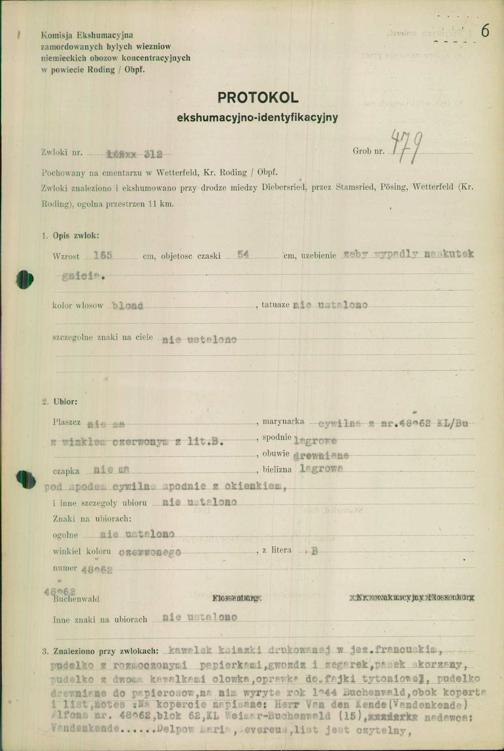 6
Komisja Ekshumacyjna
zamordowanych bylych wiezniow
niemieckich obozow koncentracyjnych
w powiecie Roding / Obpf.
PROTOKOL
ekshumacyjno-identyfikacyjny
Zwloki nr. 312
Grob nr. 479
Pochowany na cmentarzu w Wetterfeld, Kr. Roding / Obpf.
Zwloki znaleziono i ekshumowano przy drodze miedzy Diebersried, przez Stamsried, Pösing, Wetterfeld (Kr.
Roding), ogolna przestrzen 11 km.
1. Opis zwlok:
Wzrost 165 cm, objetosc czaski 54 cm, uzebienie zeby wypadly naskutek
gnicia.
kolor wlosow blond , tatuaze nie ustalono
szczegolne znaki na ciele nie ustalono
2. Ubior:
Plaszcz nie ma , marynarka cywilna z nr.48062 KL/Bu
z winklem czerwonym z lit.B. , spodnie lagrowe
, obuwie drewniane
czapka nie ma , bielizna lagrowa
pod spodem cywilne spodnie z okienkiem,
i inne szczegoly ubioru nie ustalono
Znaki na ubiorach:
ogolne nie ustalono
winkiel koloru czerwonego , z litera . B
numer 48062
48062
Buchenwald Flossenburg
Inne znaki na ubiorach nie ustalono
3. Znaleziono przy zwlokach: kawalek ksiazki drukowanej w jez.francuskim,
pudelko z rozmoczonymi papierkami,gwozdz i zegarek,pasek skorzany,
pudelko z dwoma kawalkami olowka,oprawka do fajki tytoniowej, pudelko
drewniane do papierosow,na nim wyryte rok 1944 Buchenwald,obok koperta
i list,notes :Na kopercie napisane: Herr Van den Kende(Vandenkende)
Alfons nr. 48062,blok 62,KL Weimar-Buchenwald (15), nadawca:
Vandenkende......Delpow Maria, list jest czytelny,